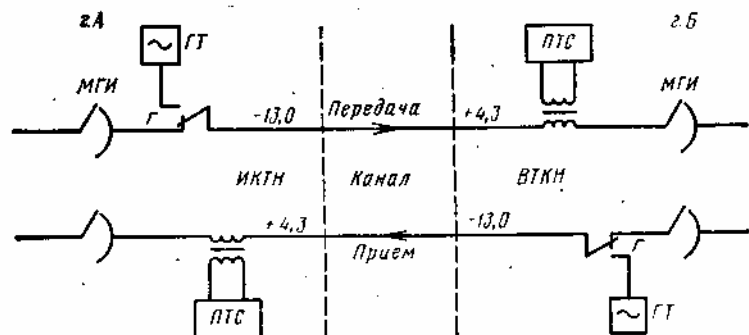 г.А
ГТ
ПТС
г.Б
МГИ
МГИ
Г
-13,0
Передача
+4,3
ИКТН
Канал
ВТКН
+4,3
-13,0
Прием
Г
ПТС
ГТ